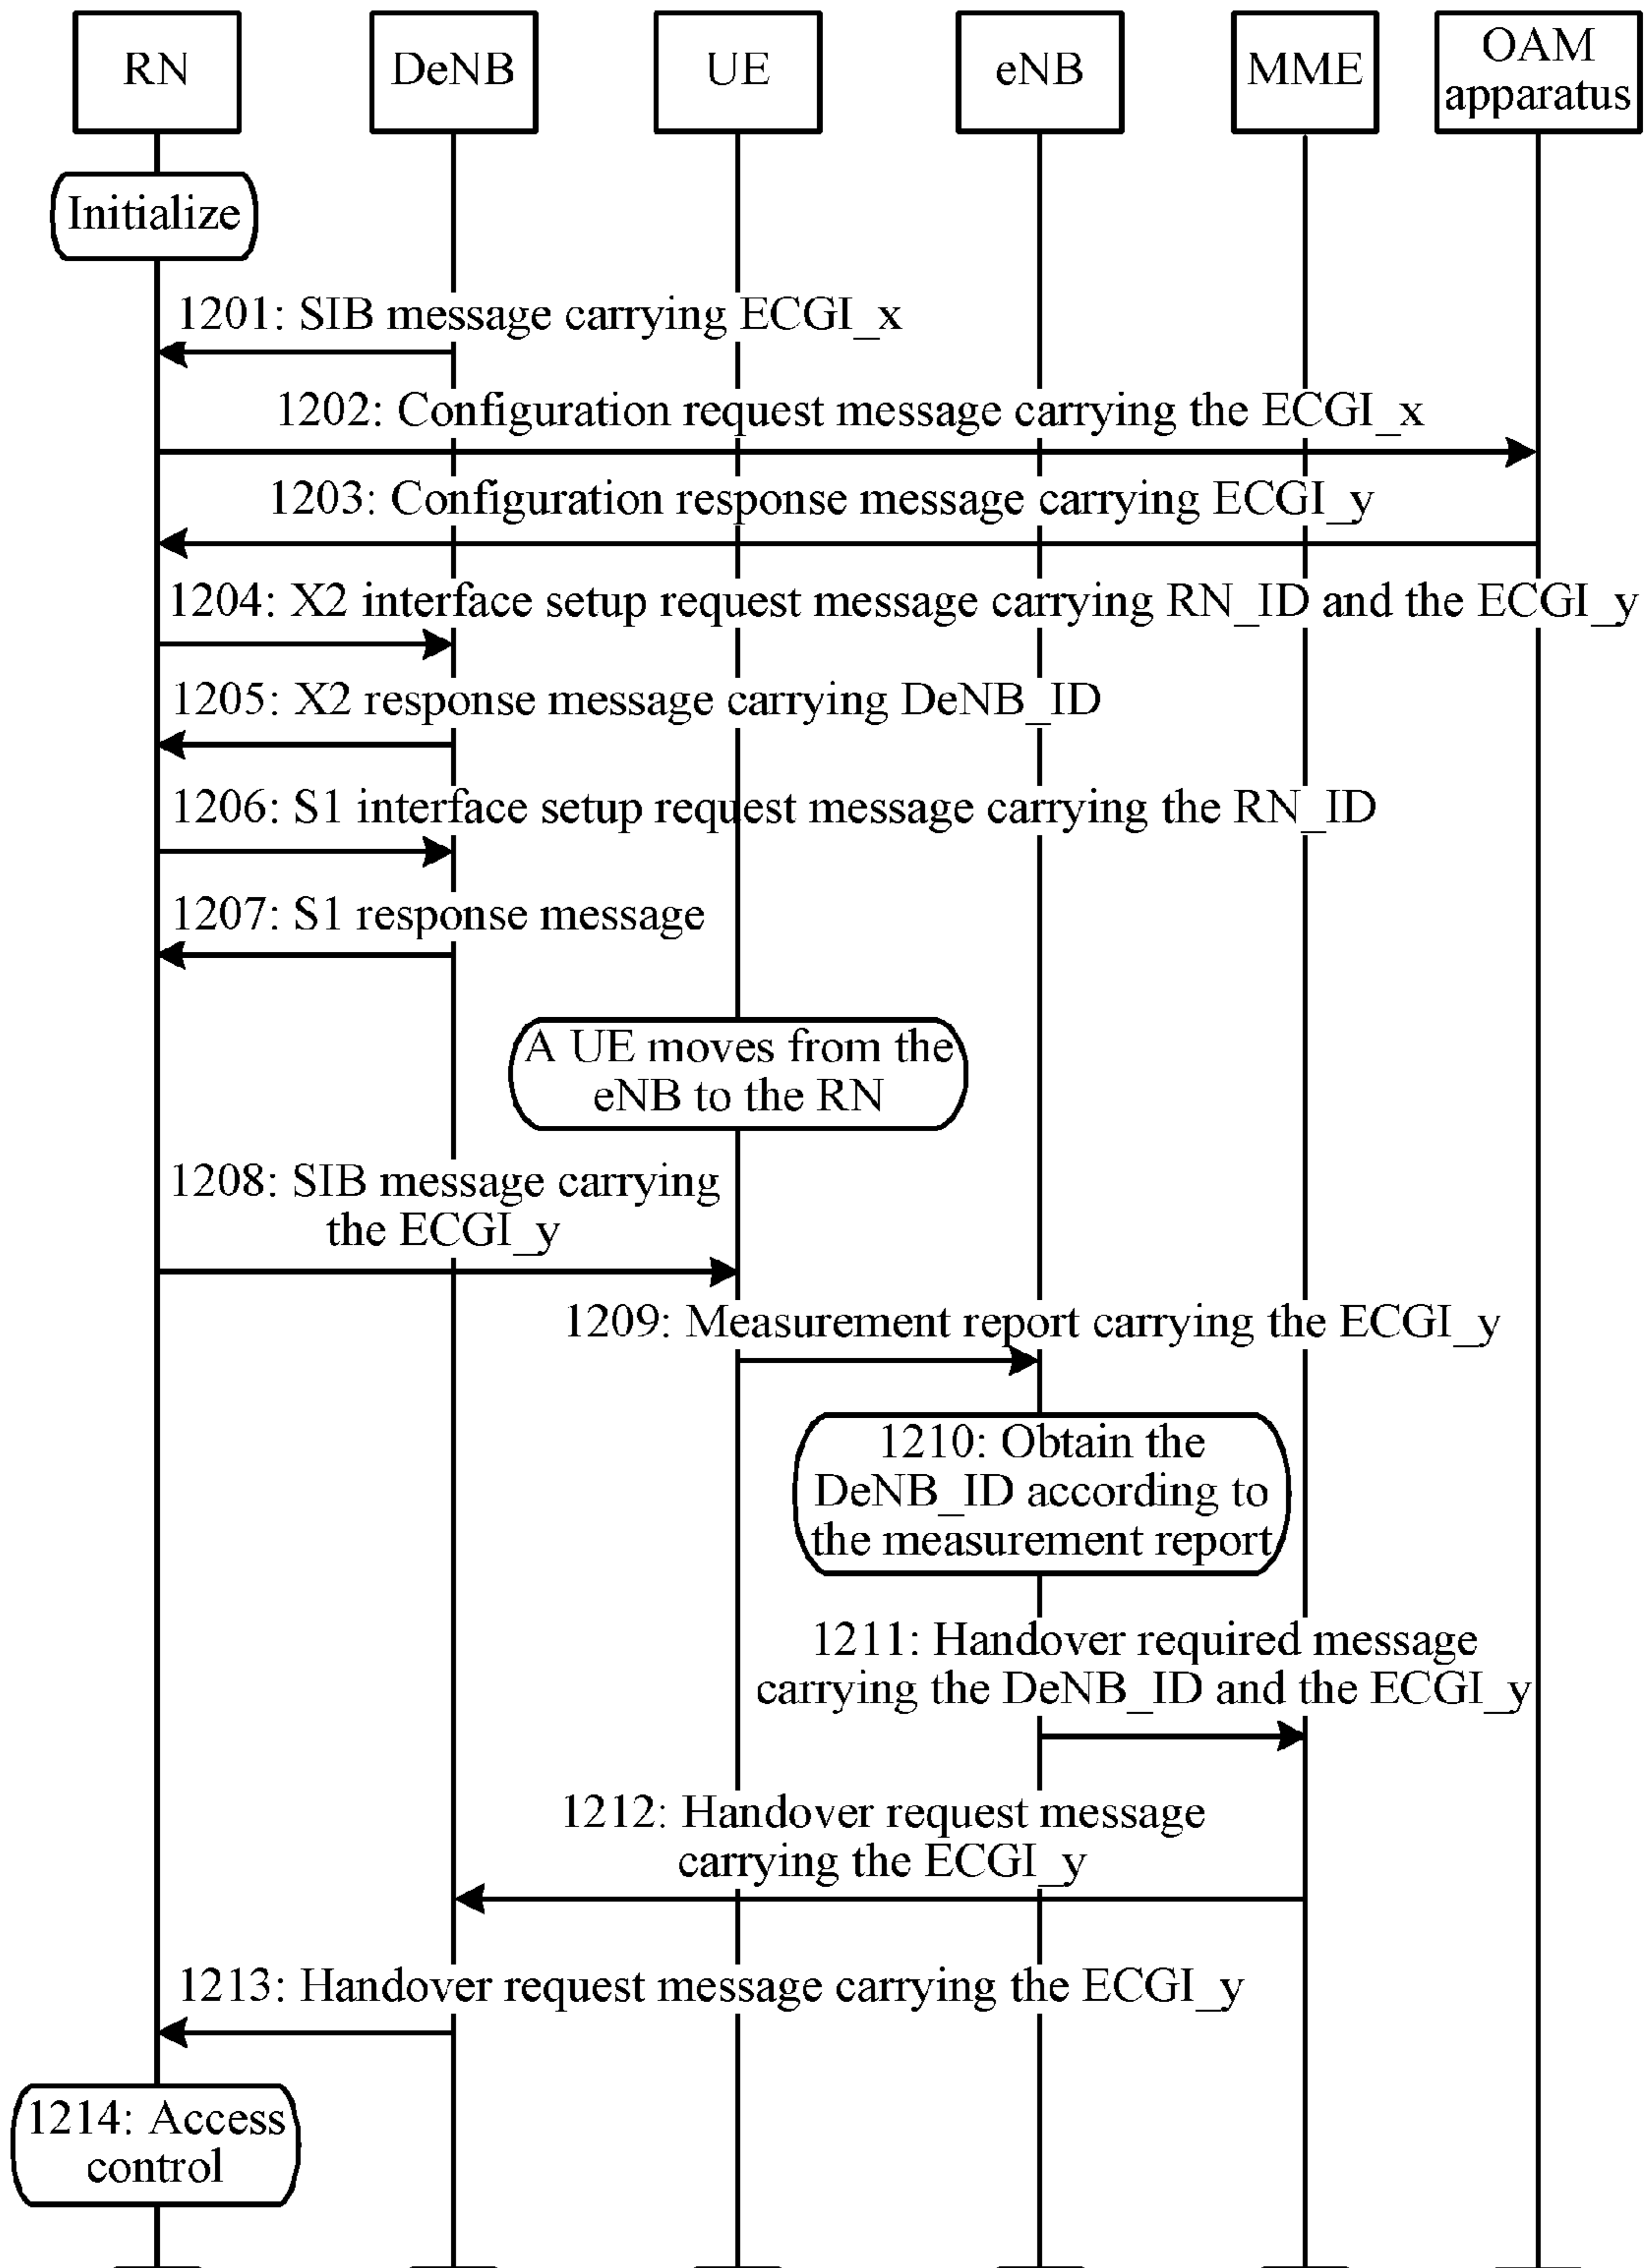 RN
DeNB
UE
eNB
MME
OAM
apparatus
Initialize
1201: SIB message carrying ECGI_x
1202: Configuration request message carrying the ECGI_x
1203: Configuration response message carrying ECGI_y
1204: X2 interface setup request message carrying RN_ID and the ECGI_y
1205: X2 response message carrying DeNB_ID
1206: S1 interface setup request message carrying the RN_ID
1207: S1 response message
A UE moves from the
eNB to the RN
1208: SIB message carrying
the ECGI_y
1209: Measurement report carrying the ECGI_y
1210: Obtain the
DeNB_ID according to
the measurement report
1211: Handover required message
carrying the DeNB_ID and the ECGI_y
1212: Handover request message
carrying the ECGI_y
1213: Handover request message carrying the ECGI_y
1214: Access
control